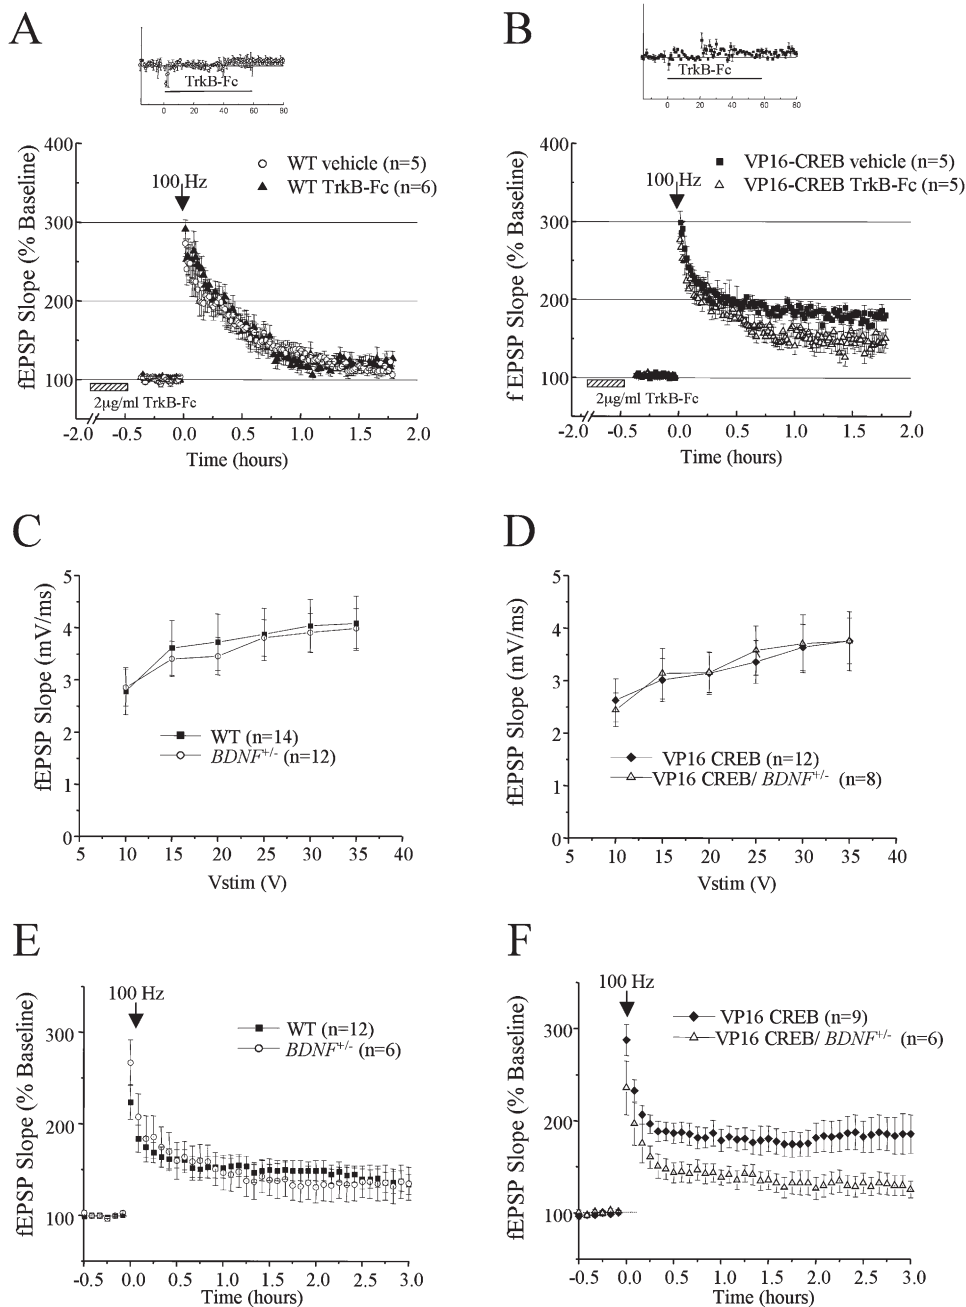 A
TrkB-Fc
0 20 40 60 80
400
300
200
100
fEPSP Slope (% Baseline)
100 Hz
WT vehicle (n=5)
WT TrkB-Fc (n=6)
2μg/ml TrkB-Fc
-2.0 -0.5 0.0 0.5 1.0 1.5 2.0
Time (hours)
B
TrkB-Fc
0 20 40 60 80
400
300
200
100
fEPSP Slope (% Baseline)
100 Hz
VP16-CREB vehicle (n=5)
VP16-CREB TrkB-Fc (n=5)
2μg/ml TrkB-Fc
-2.0 -0.5 0.0 0.5 1.0 1.5 2.0
Time (hours)
C
5
4
3
2
1
0
fEPSP Slope (mV/ms)
WT (n=14)
BDNF+/- (n=12)
5 10 15 20 25 30 35 40
Vstim (V)
D
5
4
3
2
1
0
fEPSP Slope (mV/ms)
VP16 CREB (n=12)
VP16 CREB/ BDNF+/- (n=8)
5 10 15 20 25 30 35 40
Vstim (V)
E
300
200
100
fEPSP Slope (% Baseline)
100 Hz
WT (n=12)
BDNF+/- (n=6)
-0.5 0.0 0.5 1.0 1.5 2.0 2.5 3.0
Time (hours)
F
300
200
100
fEPSP Slope (% Baseline)
100 Hz
VP16 CREB (n=9)
VP16 CREB/ BDNF+/- (n=6)
-0.5 0.0 0.5 1.0 1.5 2.0 2.5 3.0
Time (hours)